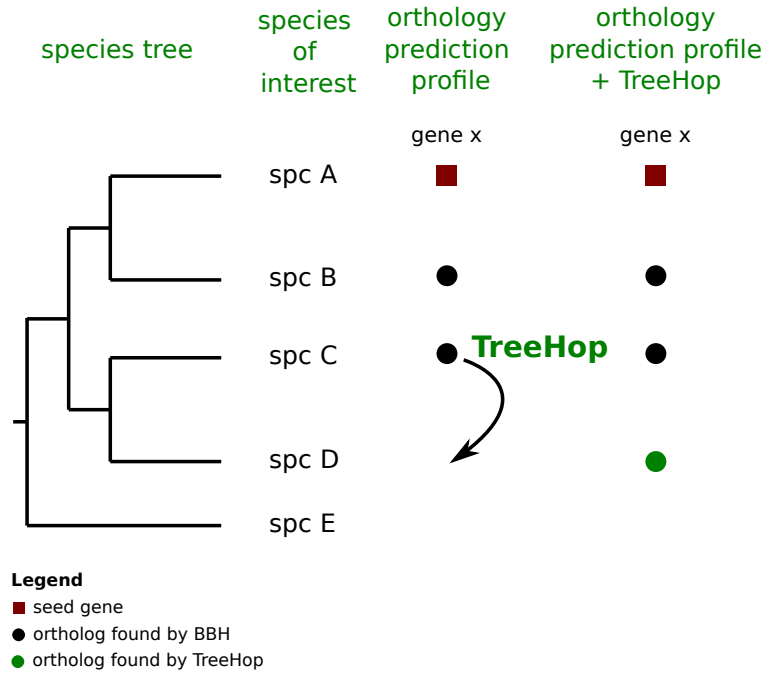 species tree
species
of
interest
orthology
prediction
profile
orthology
prediction profile
+ TreeHop
gene x
gene x
spc A
spc B
spc C
TreeHop
spc D
spc E
Legend
seed gene
ortholog found by BBH
ortholog found by TreeHop